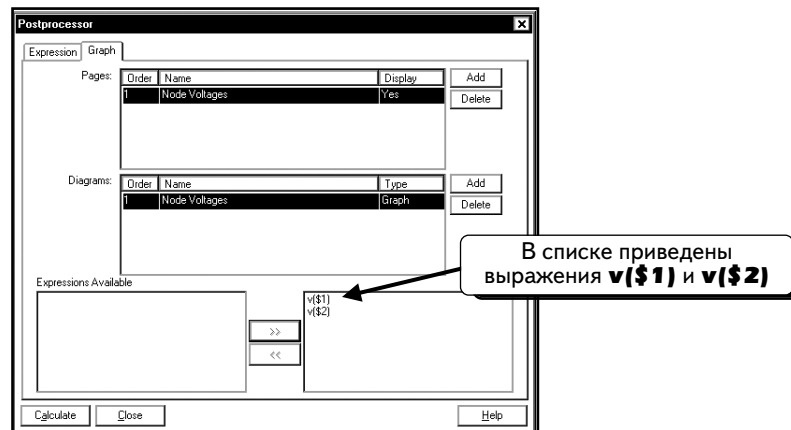 Postprocessor
Expression Graph
Pages: Order Name Display Add
1 Node Voltages Yes Delete
Diagrams: Order Name Type Add
1 Node Voltages Graph Delete
В списке приведены
выражения v($1) и v($2)
Expressions Available
v($1)
v($2)
>>
<<
Calculate Close Help